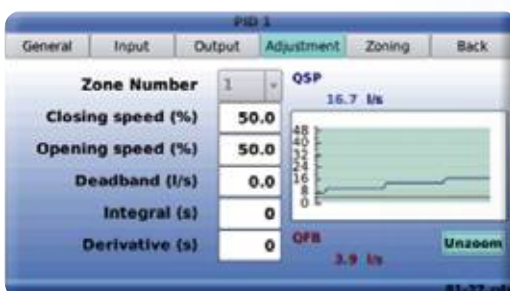 PID 1
General Input Output Adjustment Zoning Back
Zone Number 1
QSP
16.7 l/s
Closing speed (%) 50.0
Opening speed (%) 50.0
Deadband (l/s) 0.0
Integral (s) 0
Derivative (s) 0
48
40
32
24
16
8
0
QFB
3.9 l/s
Unzoom